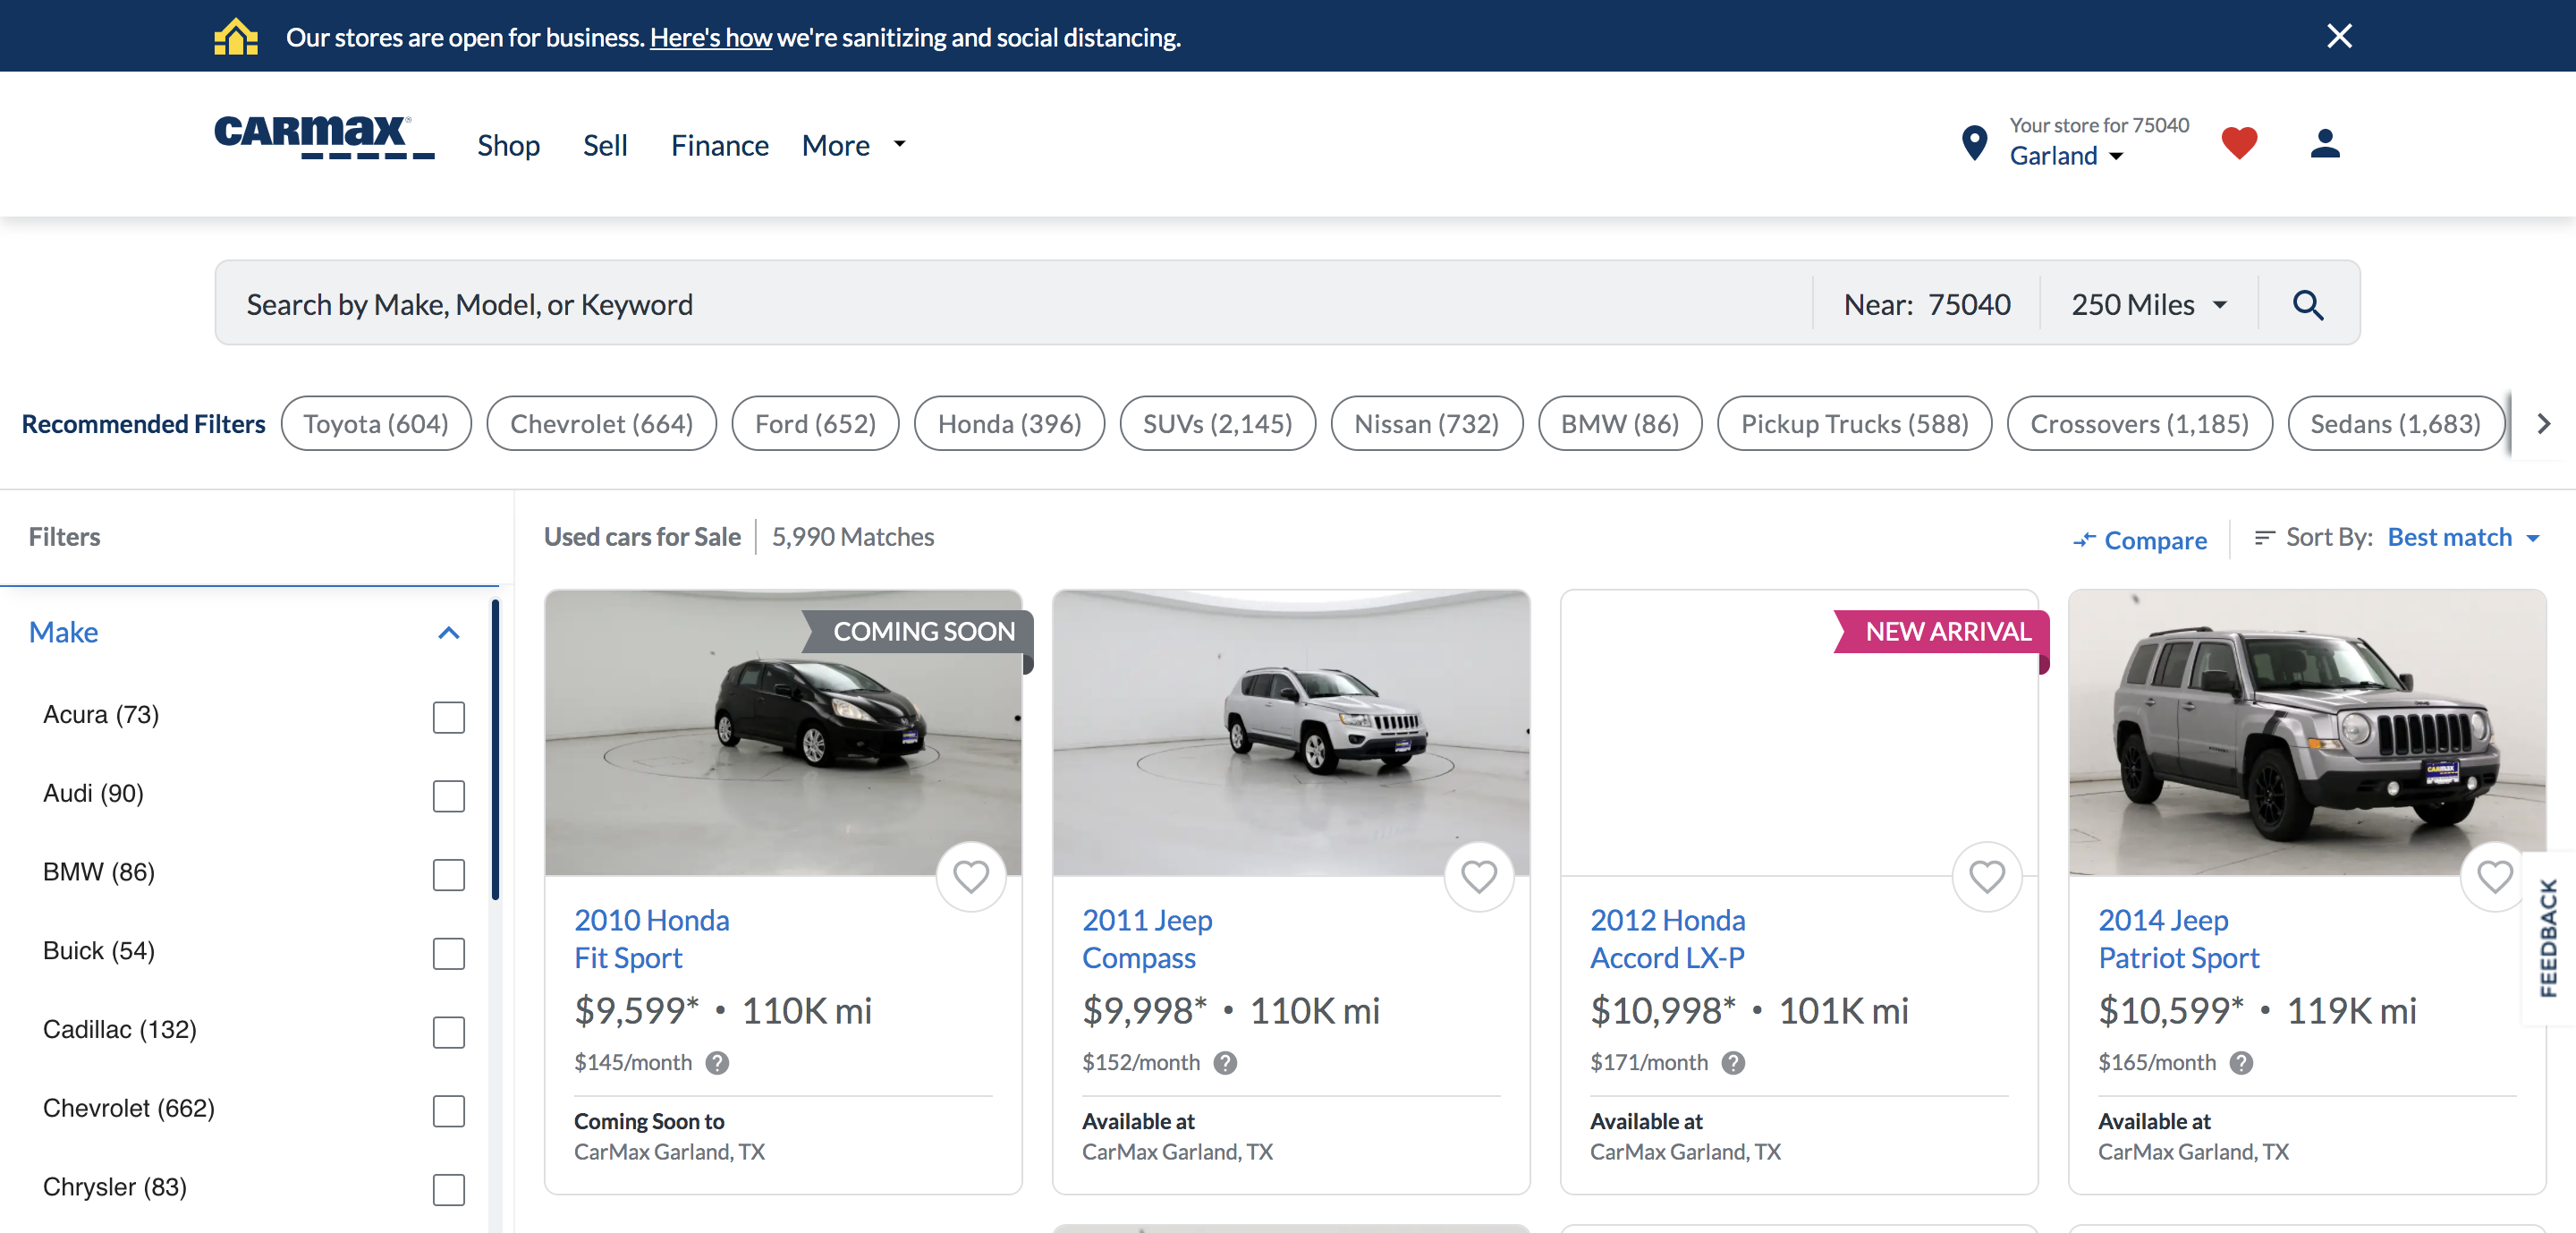 Our stores are open for business. Here's how we're sanitizing and social distancing.
CARMAX®
Shop
Sell
Finance
More
Your store for 75040
Garland
Search by Make, Model, or Keyword
Near: 75040
250 Miles
Recommended Filters
Toyota (604)
Chevrolet (664)
Ford (652)
Honda (396)
SUVs (2,145)
Nissan (732)
BMW (86)
Pickup Trucks (588)
Crossovers (1,185)
Sedans (1,683)
Filters
Make
Acura (73)
Audi (90)
BMW (86)
Buick (54)
Cadillac (132)
Chevrolet (662)
Chrysler (83)
Used cars for Sale
5,990 Matches
Compare
Sort By: Best match
COMING SOON
2010 Honda
Fit Sport
$9,599* • 110K mi
$145/month
Coming Soon to
CarMax Garland, TX
2011 Jeep
Compass
$9,998* • 110K mi
$152/month
Available at
CarMax Garland, TX
NEW ARRIVAL
2012 Honda
Accord LX-P
$10,998* • 101K mi
$171/month
Available at
CarMax Garland, TX
CARMAX
2014 Jeep
Patriot Sport
$10,599* • 119K mi
$165/month
Available at
CarMax Garland, TX
FEEDBACK